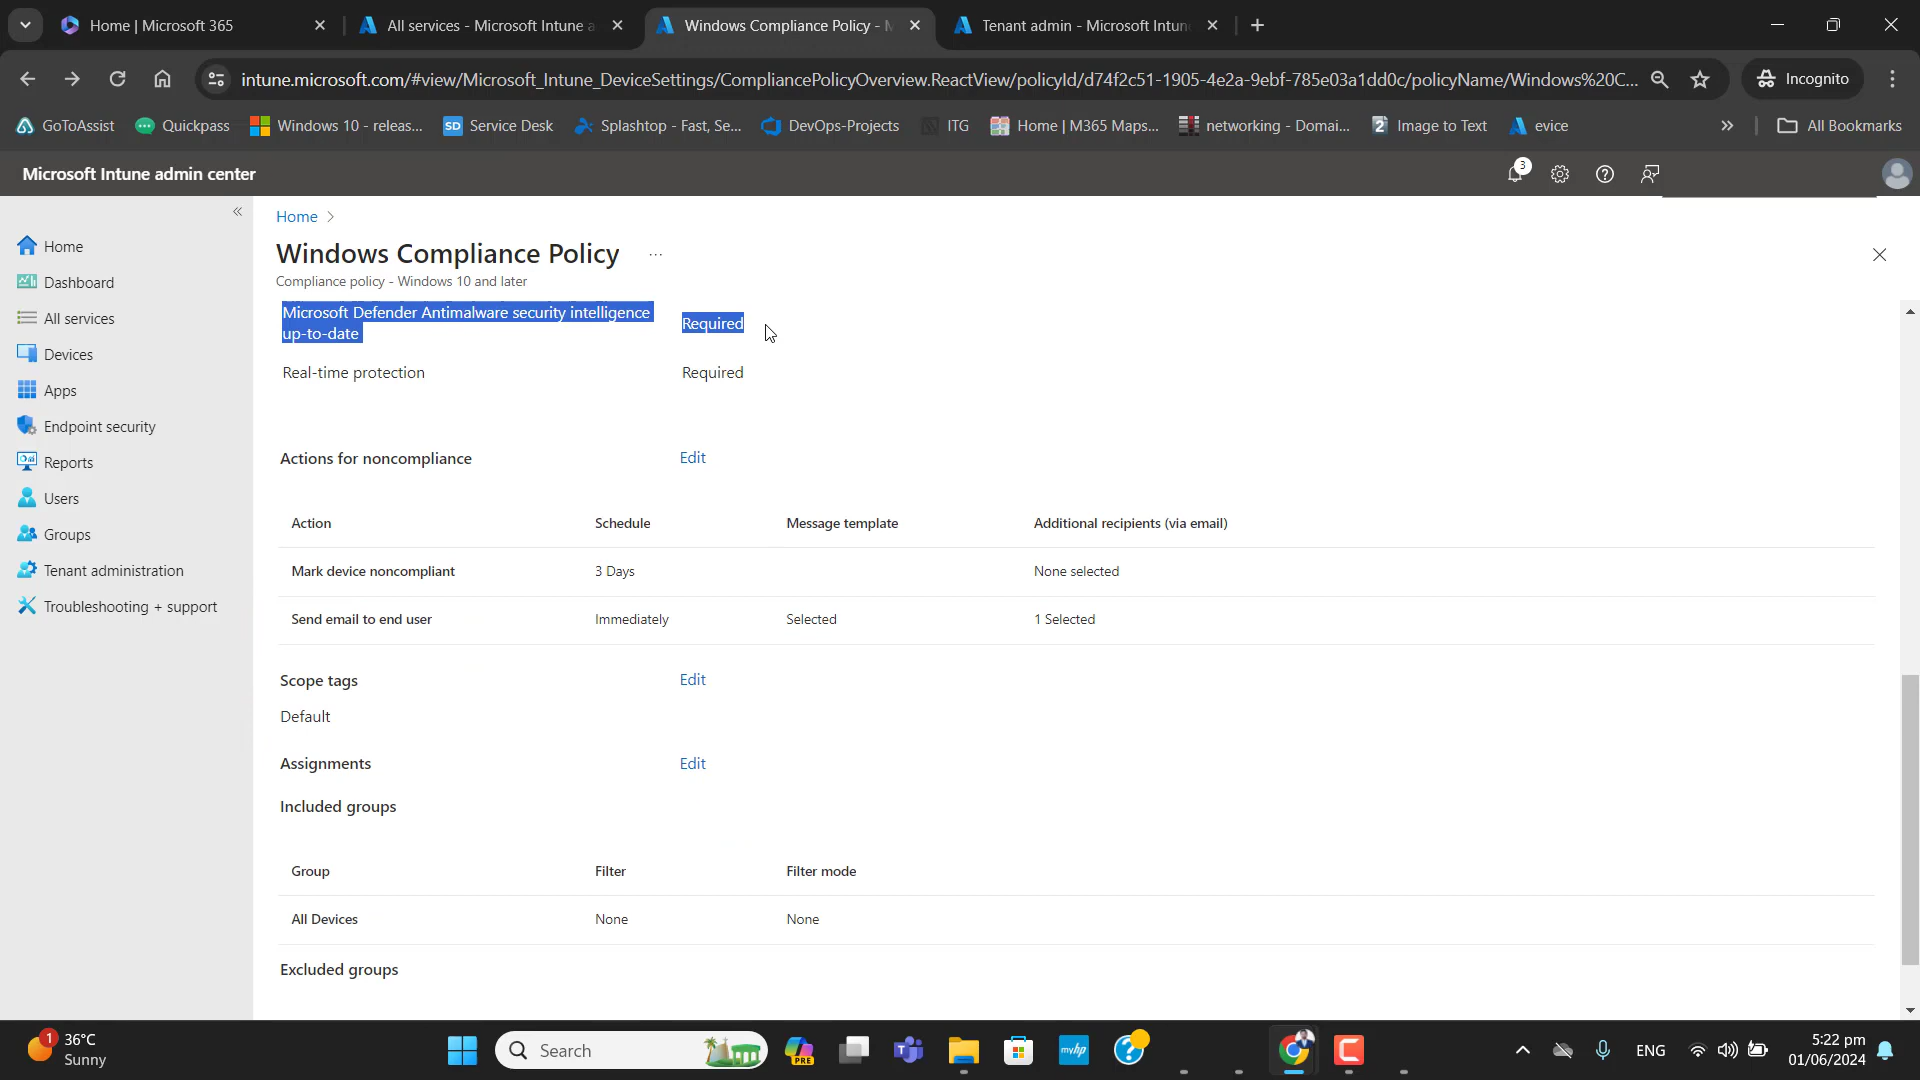 Home | Microsoft 365
All services - Microsoft Intune a
Windows Compliance Policy - M
Tenant admin - Microsoft Intun
intune.microsoft.com/#view/Microsoft_Intune_DeviceSettings/CompliancePolicyOverview.ReactView/policyId/d74f2c51-1905-4e2a-9ebf-785e03a1dd0c/policyName/Windows%20C...
Incognito
GoToAssist
Quickpass
Windows 10 - releas...
SD Service Desk
Splashtop - Fast, Se...
DevOps-Projects
ITG
Home | M365 Maps...
networking - Domai...
2 Image to Text
evice
All Bookmarks
Microsoft Intune admin center
3
Home
Dashboard
All services
Devices
Apps
Endpoint security
Reports
Users
Groups
Tenant administration
Troubleshooting + support
Home
Windows Compliance Policy ...
Compliance policy - Windows 10 and later
Microsoft Defender Antimalware security intelligence
up-to-date
Required
Real-time protection Required
Actions for noncompliance Edit
Action Schedule Message template Additional recipients (via email)
Mark device noncompliant 3 Days None selected
Send email to end user Immediately Selected 1 Selected
Scope tags Edit
Default
Assignments Edit
Included groups
Group Filter Filter mode
All Devices None None
Excluded groups
1
36°C
Sunny
Search
PRE
myhp
ENG
5:22 pm
01/06/2024